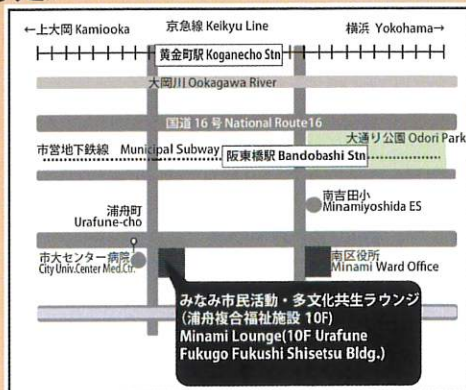 ←上大岡 Kamiooka 京急線 Keikyu Line 横浜 Yokohama→
黄金町駅 Koganecho Stn
大岡川 Ookagawa River
国道 16 号 National Route16
大通り公園 Odori Park
市営地下鉄線 Municipal Subway 阪東橋駅 Bandobashi Stn
南吉田小
Minamiyoshida ES
浦舟町
Urafune-cho
市大センター病院
City Univ.Center Med.Ctr.
南区役所
Minami Ward Office
みなみ市民活動・多文化共生ラウンジ
(浦舟複合福祉施設 10F)
Minami Lounge(10F Urafune
Fukugo Fukushi Shisetsu Bldg.)